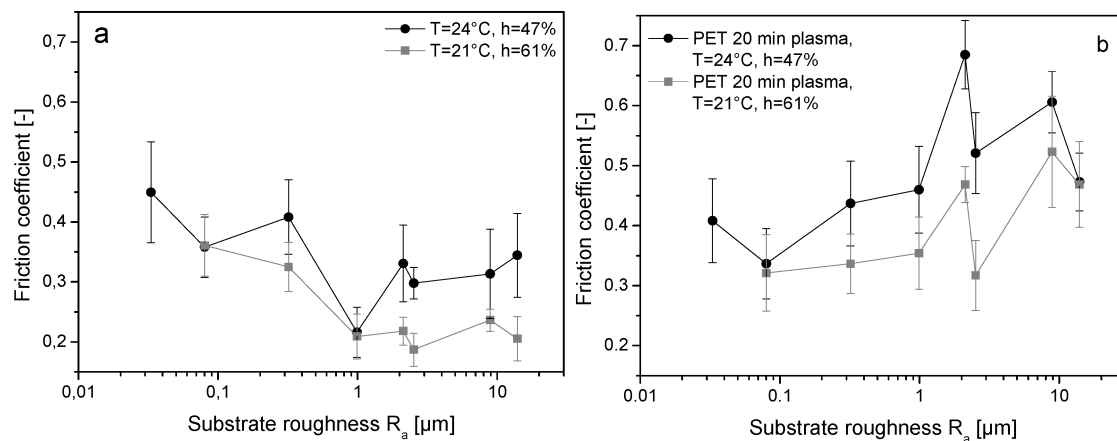 a
T=24°C, h=47%
T=21°C, h=61%
0,7
0,6
0,5
0,4
0,3
0,2
Friction coefficient [-]
0,01
0,1
1
10
Substrate roughness Rₐ [µm]
b
PET 20 min plasma,
T=24°C, h=47%
PET 20 min plasma,
T=21°C, h=61%
0.7
0.6
0.5
0.4
0.3
0.2
Friction coefficient [-]
0.01
0.1
1
10
Substrate roughness Rₐ [µm]